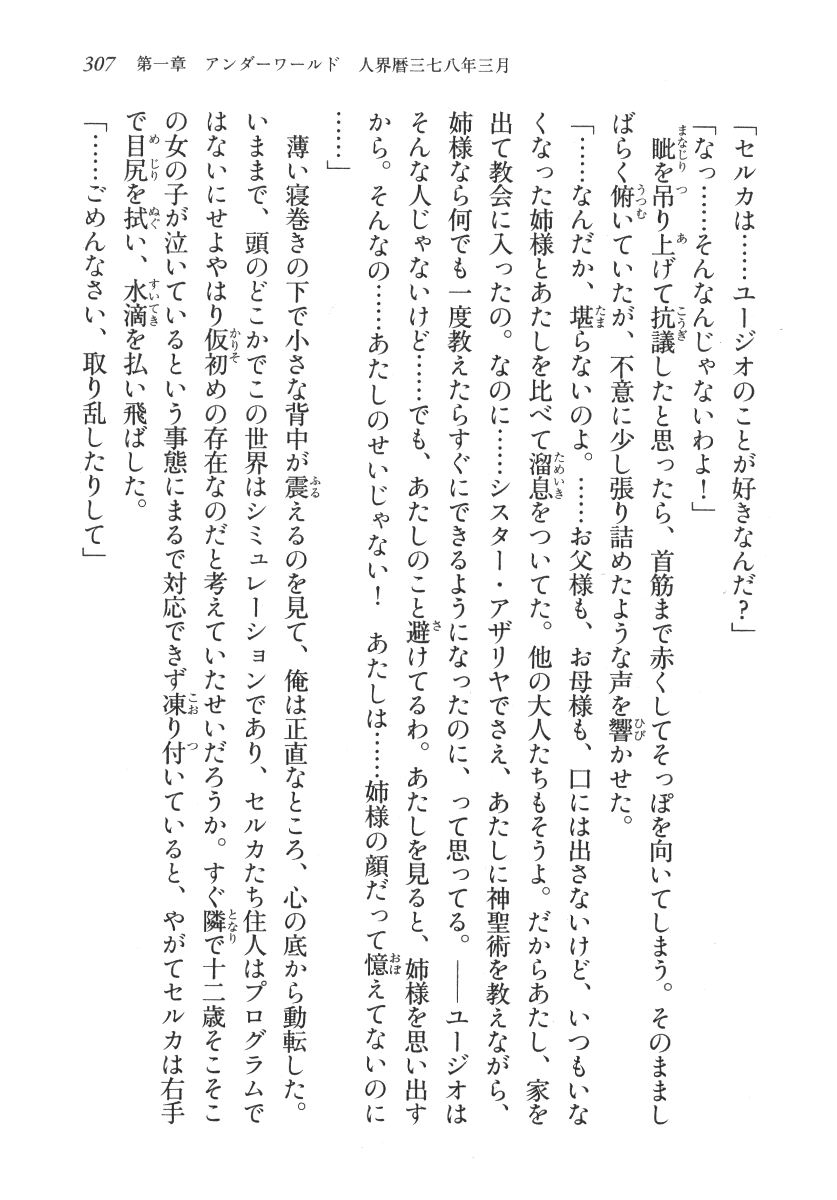 307　第一章　アンダーワールド　人界暦三七八年三月
「セルカは……ユージオのことが好きなんだ?」
「なっ……そんなんじゃないわよ!」
　眦を吊り上げて抗議したと思ったら、首筋まで赤くしてそっぽを向いてしまう。そのままし
ばらく俯いていたが、不意に少し張り詰めたような声を響かせた。
「……なんだか、堪らないのよ。……お父様も、お母様も、口には出さないけど、いつもいな
くなった姉様とあたしを比べて溜息をついてた。他の大人たちもそうよ。だからあたし、家を
出て教会に入ったの。なのに……シスター・アザリヤでさえ、あたしに神聖術を教えながら、
姉様なら何でも一度教えたらすぐにできるようになったのに、って思ってる。――ユージオは
そんな人じゃないけど……でも、あたしのこと避けてるわ。あたしを見ると、姉様を思い出す
から。そんなの……あたしのせいじゃない!　あたしは……姉様の顔だって憶えてないのに
……」
　薄い寝巻きの下で小さな背中が震えるのを見て、俺は正直なところ、心の底から動転した。
いままで、頭のどこかでこの世界はシミュレーションであり、セルカたち住人はプログラムで
はないにせよやはり仮初めの存在なのだと考えていたせいだろうか。すぐ隣で十二歳そこそこ
の女の子が泣いているという事態にまるで対応できず凍り付いていると、やがてセルカは右手
で目尻を拭い、水滴を払い飛ばした。
「……ごめんなさい、取り乱したりして」